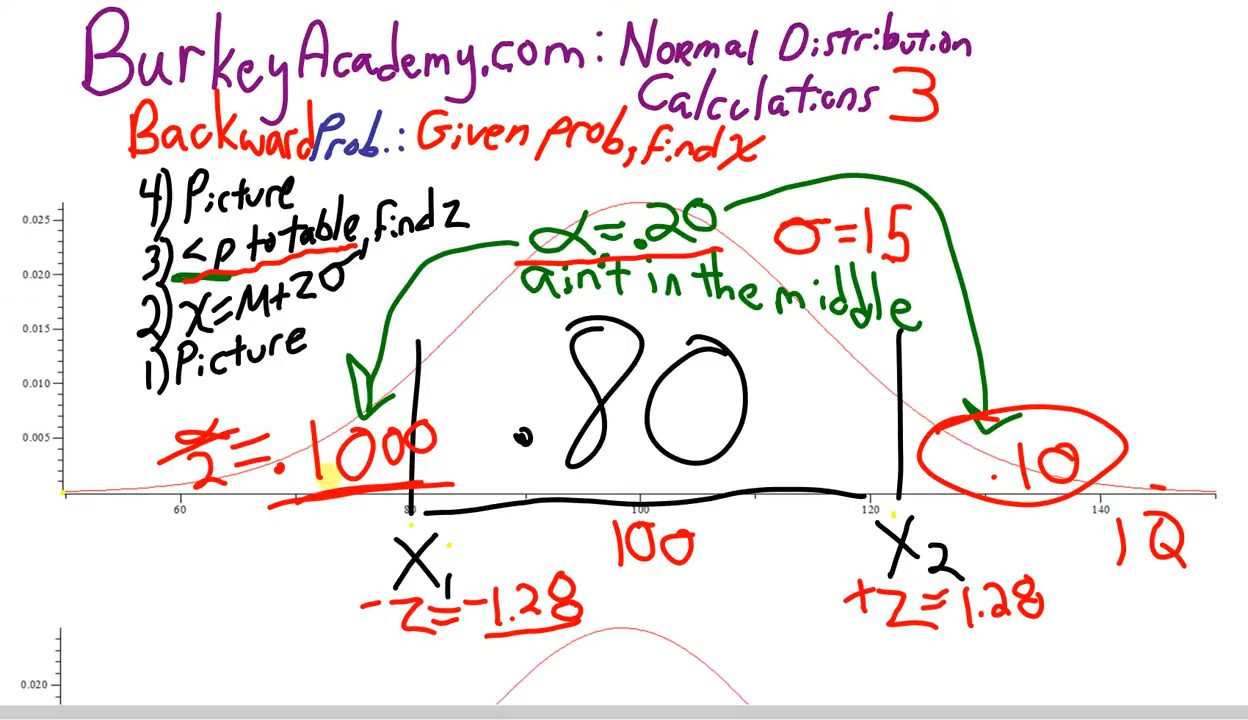 BurkeyAcademy.com: Normal Distribution
Calculations 3
Backward Prob.: Given prob, find x
4) Picture
3) <p to table, find z
2) x=M+zσ
1) Picture
α=.20
ain't in the middle
σ=15
.80
α/2=.1000
.10
0.025
0.020
0.015
0.010
0.005
60
80
100
120
140
X1
100
X2
IQ
-z=-1.28
+z=1.28
0.020